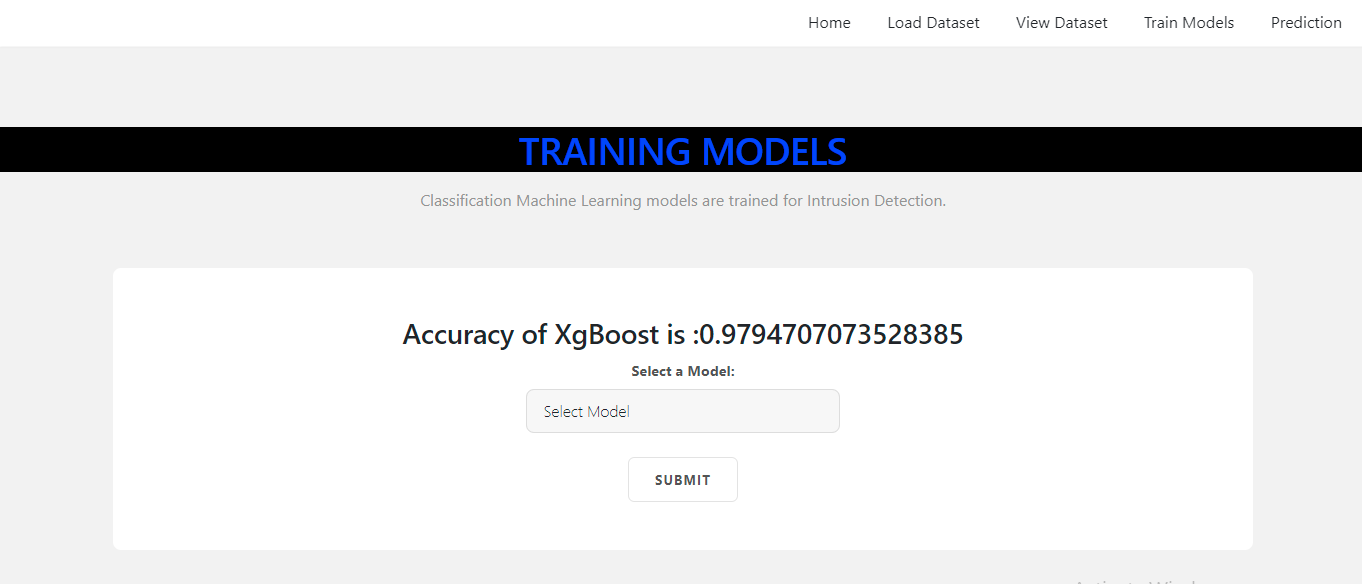 Home Load Dataset View Dataset Train Models Prediction
TRAINING MODELS
Classification Machine Learning models are trained for Intrusion Detection.
Accuracy of XgBoost is :0.9794707073528385
Select a Model:
Select Model
SUBMIT